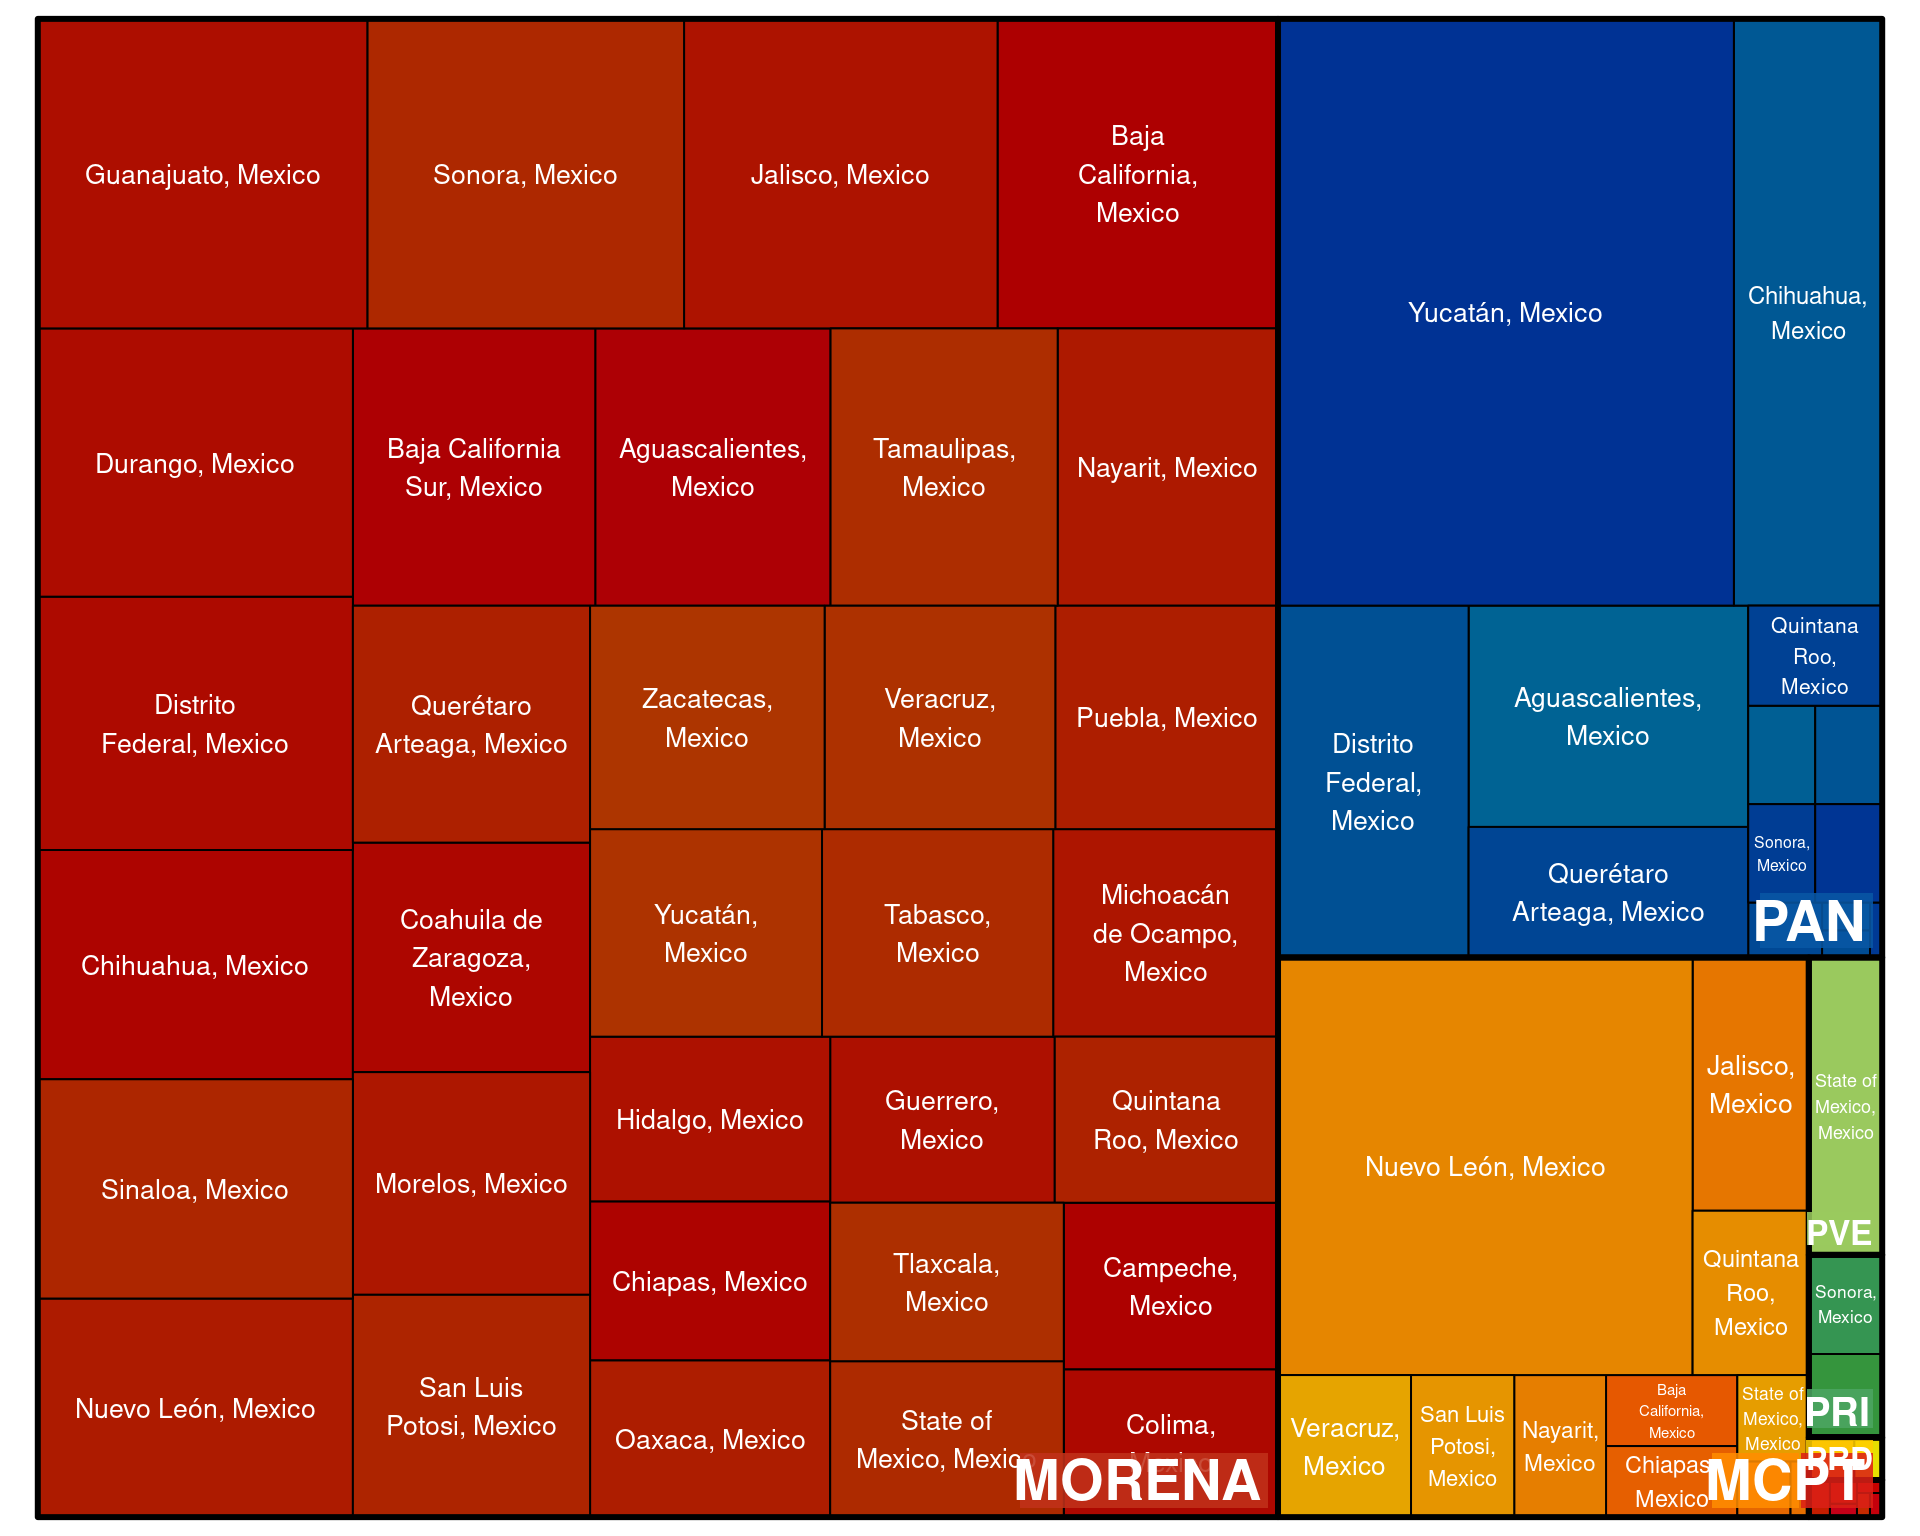 Guanajuato, Mexico
Sonora, Mexico
Jalisco, Mexico
Baja
California,
Mexico
Durango, Mexico
Baja California
Sur, Mexico
Aguascalientes,
Mexico
Tamaulipas,
Mexico
Nayarit, Mexico
Distrito
Federal, Mexico
Querétaro
Arteaga, Mexico
Zacatecas,
Mexico
Veracruz,
Mexico
Puebla, Mexico
Chihuahua, Mexico
Coahuila de
Zaragoza,
Mexico
Yucatán,
Mexico
Tabasco,
Mexico
Michoacán
de Ocampo,
Mexico
Sinaloa, Mexico
Morelos, Mexico
Hidalgo, Mexico
Guerrero,
Mexico
Quintana
Roo, Mexico
Chiapas, Mexico
Tlaxcala,
Mexico
Campeche,
Mexico
Nuevo León, Mexico
San Luis
Potosi, Mexico
Oaxaca, Mexico
State of
Mexico, Mexico
Colima,
Mexico
MORENA
Yucatán, Mexico
Chihuahua,
Mexico
Distrito
Federal,
Mexico
Aguascalientes,
Mexico
Querétaro
Arteaga, Mexico
Quintana
Roo,
Mexico
Sonora,
Mexico
PAN
Nuevo León, Mexico
Jalisco,
Mexico
Quintana
Roo,
Mexico
Veracruz,
Mexico
San Luis
Potosi,
Mexico
Nayarit,
Mexico
Baja
California,
Mexico
Chiapas,
Mexico
State of
Mexico,
Mexico
MCPT
State of
Mexico,
Mexico
PVE
Sonora,
Mexico
PRI
PRD